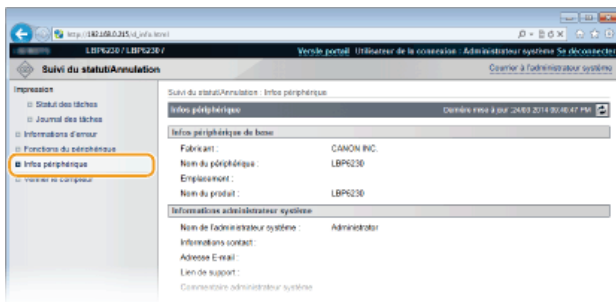 http://192.168.0.215/d_info.html
LBP6230 / LBP6230 /
Vers le portail Utilisateur de la connexion : Administrateur système Se déconnecter
Suivi du statut/Annulation
Courrier à l'administrateur système
Impression
Statut des tâches
Journal des tâches
Informations d'erreur
Fonctions du périphérique
Infos périphérique
Vérifier le compteur
Suivi du statut/Annulation : Infos périphérique
Infos périphérique
Dernière mise à jour :24/03 2014 09:40:47 PM
Infos périphérique de base
Fabricant :
CANON INC.
Nom du périphérique :
LBP6230
Emplacement :
Nom du produit :
LBP6230
Informations administrateur système
Nom de l'administrateur système :
Administrator
Informations contact :
Adresse E-mail :
Lien de support :
Commentaire administrateur système